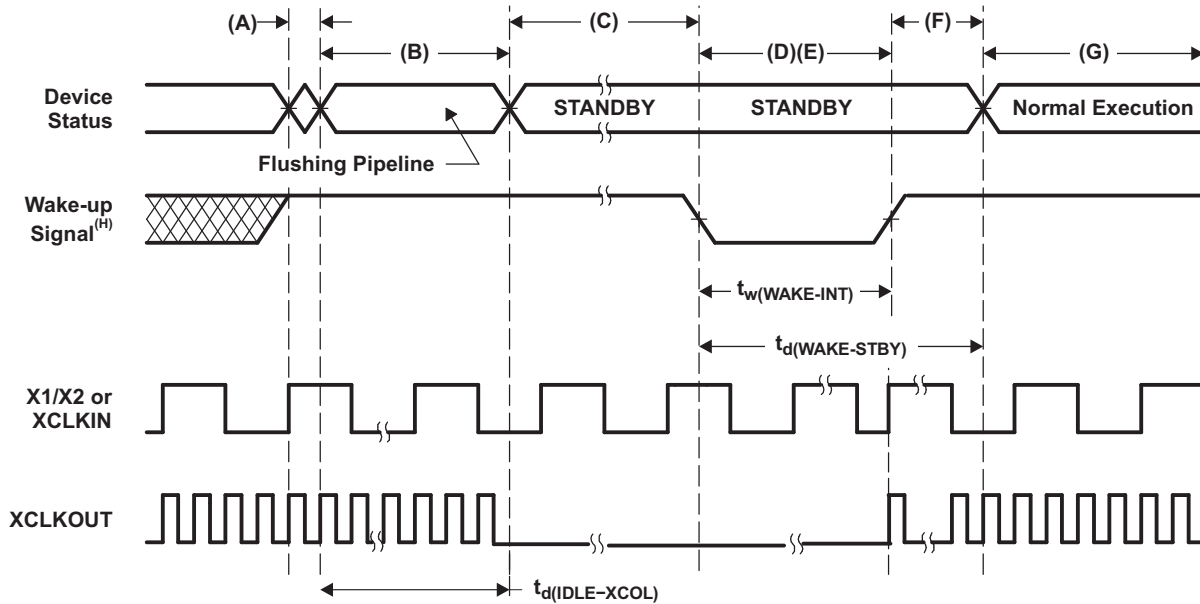 (A)
(B)
(C)
(D)(E)
(F)
(G)
Device
Status
STANDBY
STANDBY
Normal Execution
Flushing Pipeline
Wake-up
Signal(H)
tw(WAKE-INT)
td(WAKE-STBY)
X1/X2 or
XCLKIN
XCLKOUT
td(IDLE−XCOL)